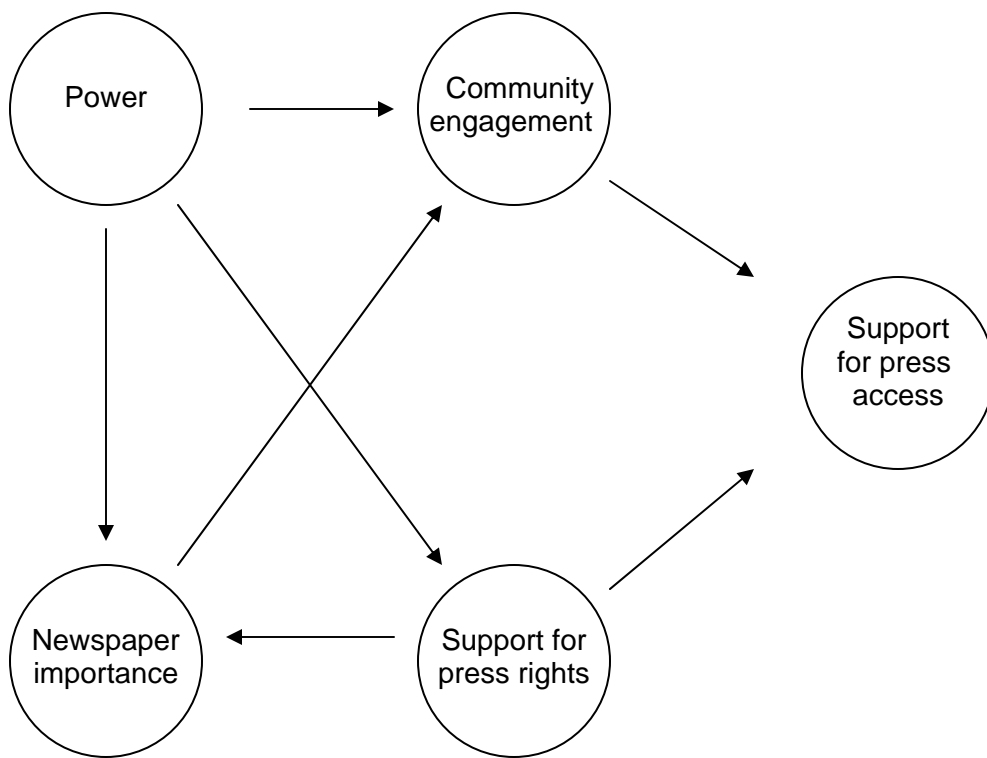 Power
Community
engagement
Support
for press
access
Newspaper
importance
Support for
press rights